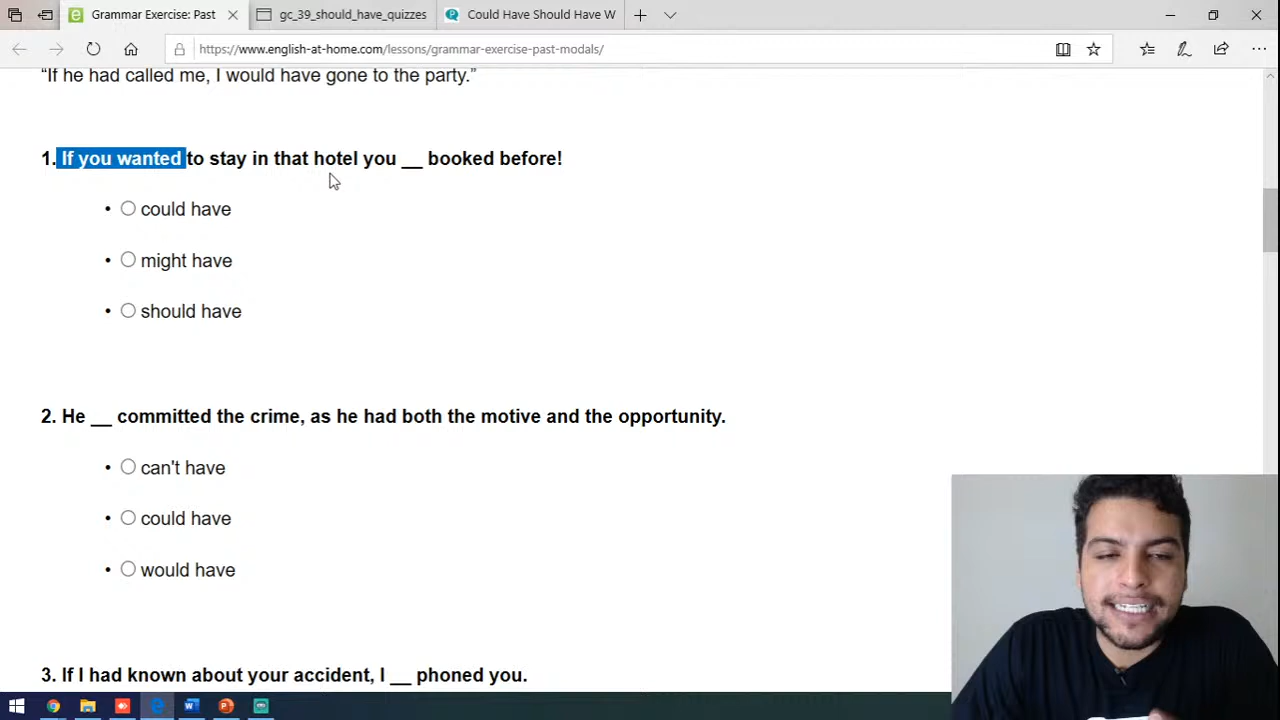 Grammar Exercise: Past
gc_39_should_have_quizzes
Could Have Should Have W
https://www.english-at-home.com/lessons/grammar-exercise-past-modals/
“If he had called me, I would have gone to the party.”
1. If you wanted to stay in that hotel you __ booked before!
could have
might have
should have
2. He __ committed the crime, as he had both the motive and the opportunity.
can't have
could have
would have
3. If I had known about your accident, I __ phoned you.